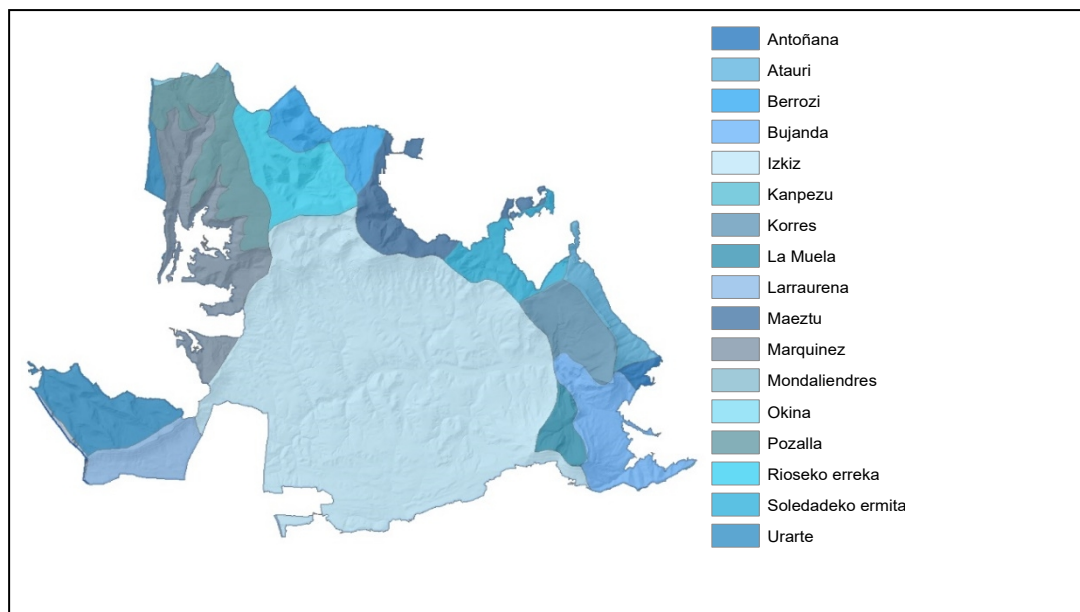 Antoñana
Atauri
Berrozi
Bujanda
Izkiz
Kanpezu
Korres
La Muela
Larraurena
Maeztu
Marquinez
Mondaliendres
Okina
Pozalla
Rioseko erreka
Soledadeko ermita
Urarte